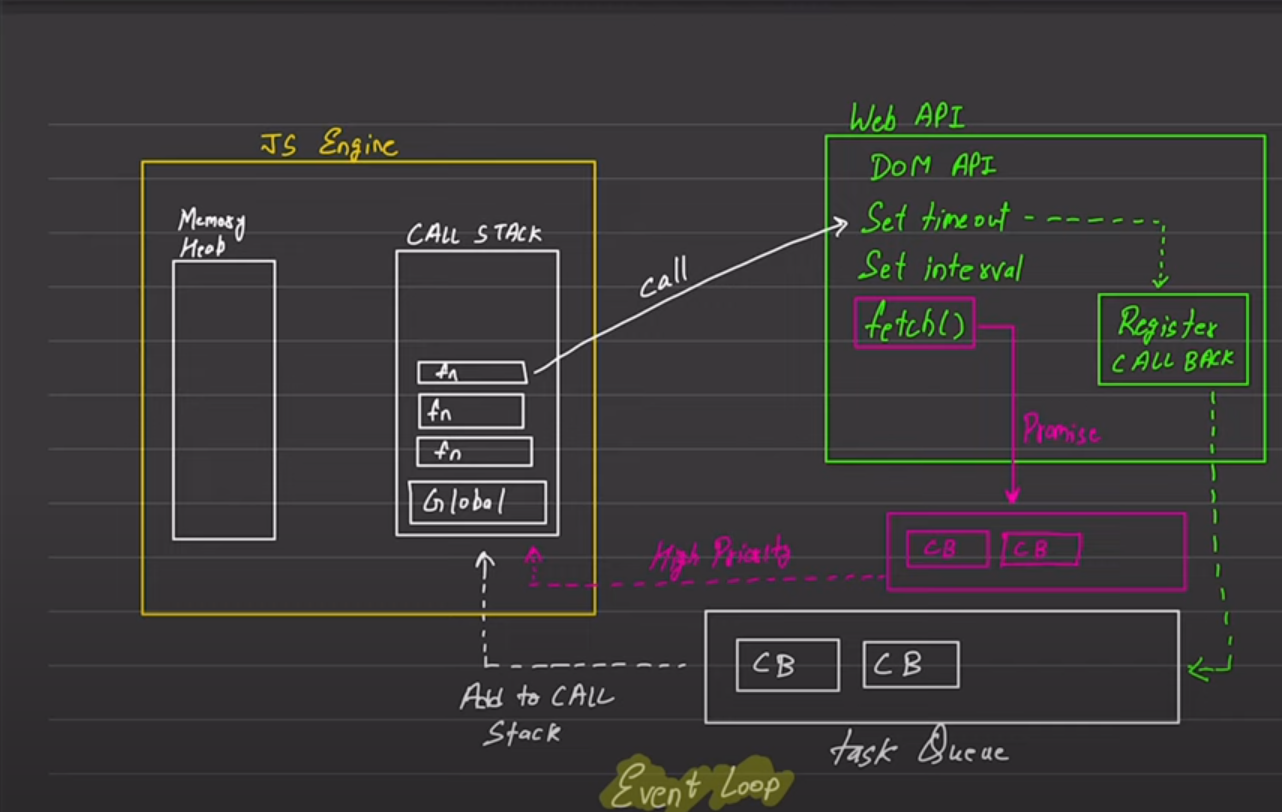 JS Engine
Memory
Heap
CALL STACK
fn
fn
fn
Global
call
Web API
DOM API
Set timeout
Set interval
fetch()
Register
CALL BACK
Promise
CB CB
High Priority
CB CB
Add to CALL
Stack
task Queue
Event Loop